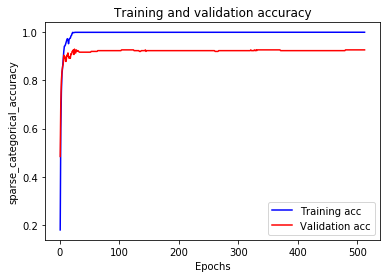 Training and validation accuracy
sparse_categorical_accuracy
1.0
0.8
0.6
0.4
0.2
0 100 200 300 400 500
Epochs
Training acc
Validation acc